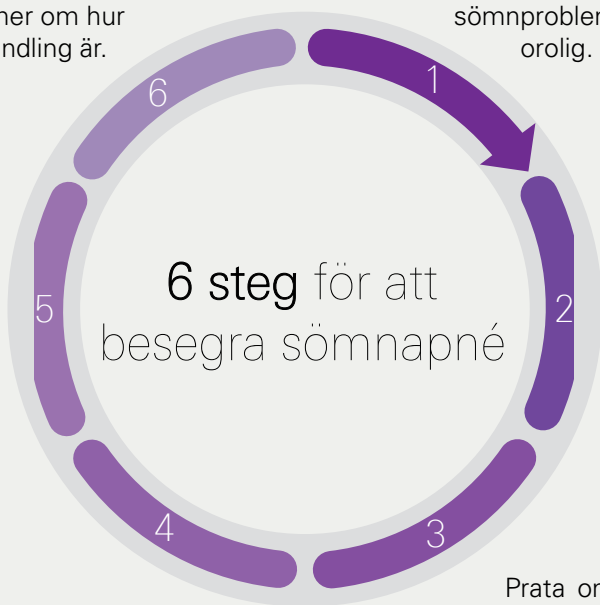 ner om hur
ndling är.
sömnproblem
orolig.
6
1
5
2
6 steg för att
besegra sömnapné
4
3
Prata om